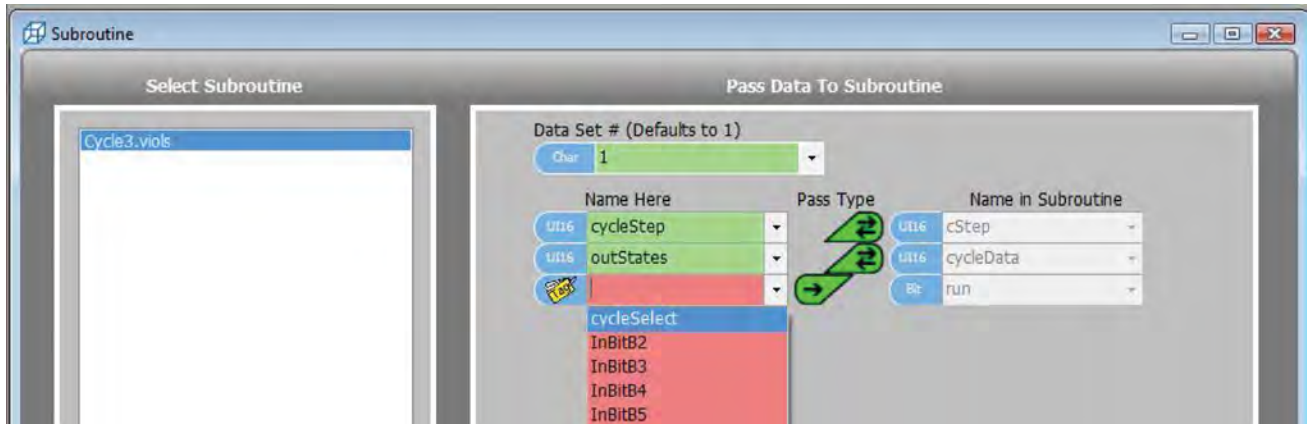 Subroutine
Select Subroutine
Pass Data To Subroutine
Cycle3.viols
Data Set # (Defaults to 1)
Char 1
Name Here Pass Type Name in Subroutine
UI16 cycleStep UI16 cStep
UI16 outStates UI16 cycleData
Tag Bit run
cycleSelect
InBitB2
InBitB3
InBitB4
InBitB5